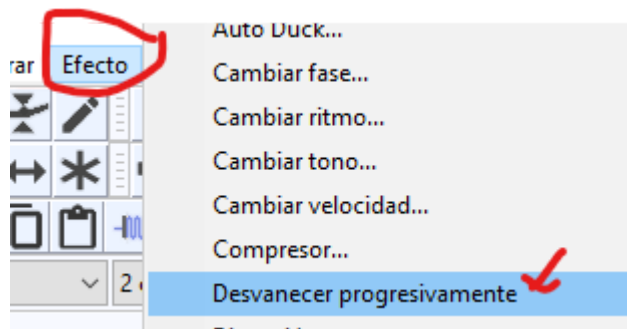 Auto Duck...
rar Efecto
Cambiar fase...
Cambiar ritmo...
Cambiar tono...
Cambiar velocidad...
Compresor...
2
Desvanecer progresivamente